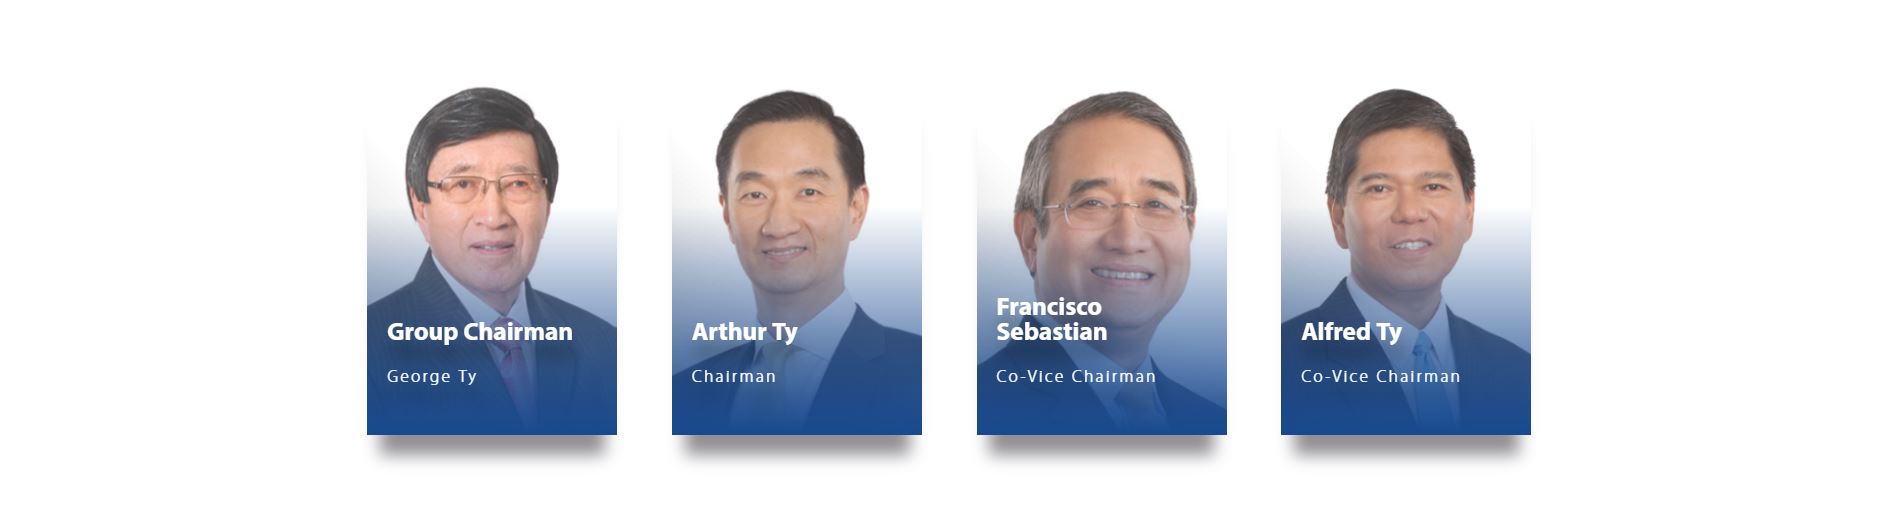 Group Chairman
George Ty
Arthur Ty
Chairman
Francisco
Sebastian
Co-Vice Chairman
Alfred Ty
Co-Vice Chairman